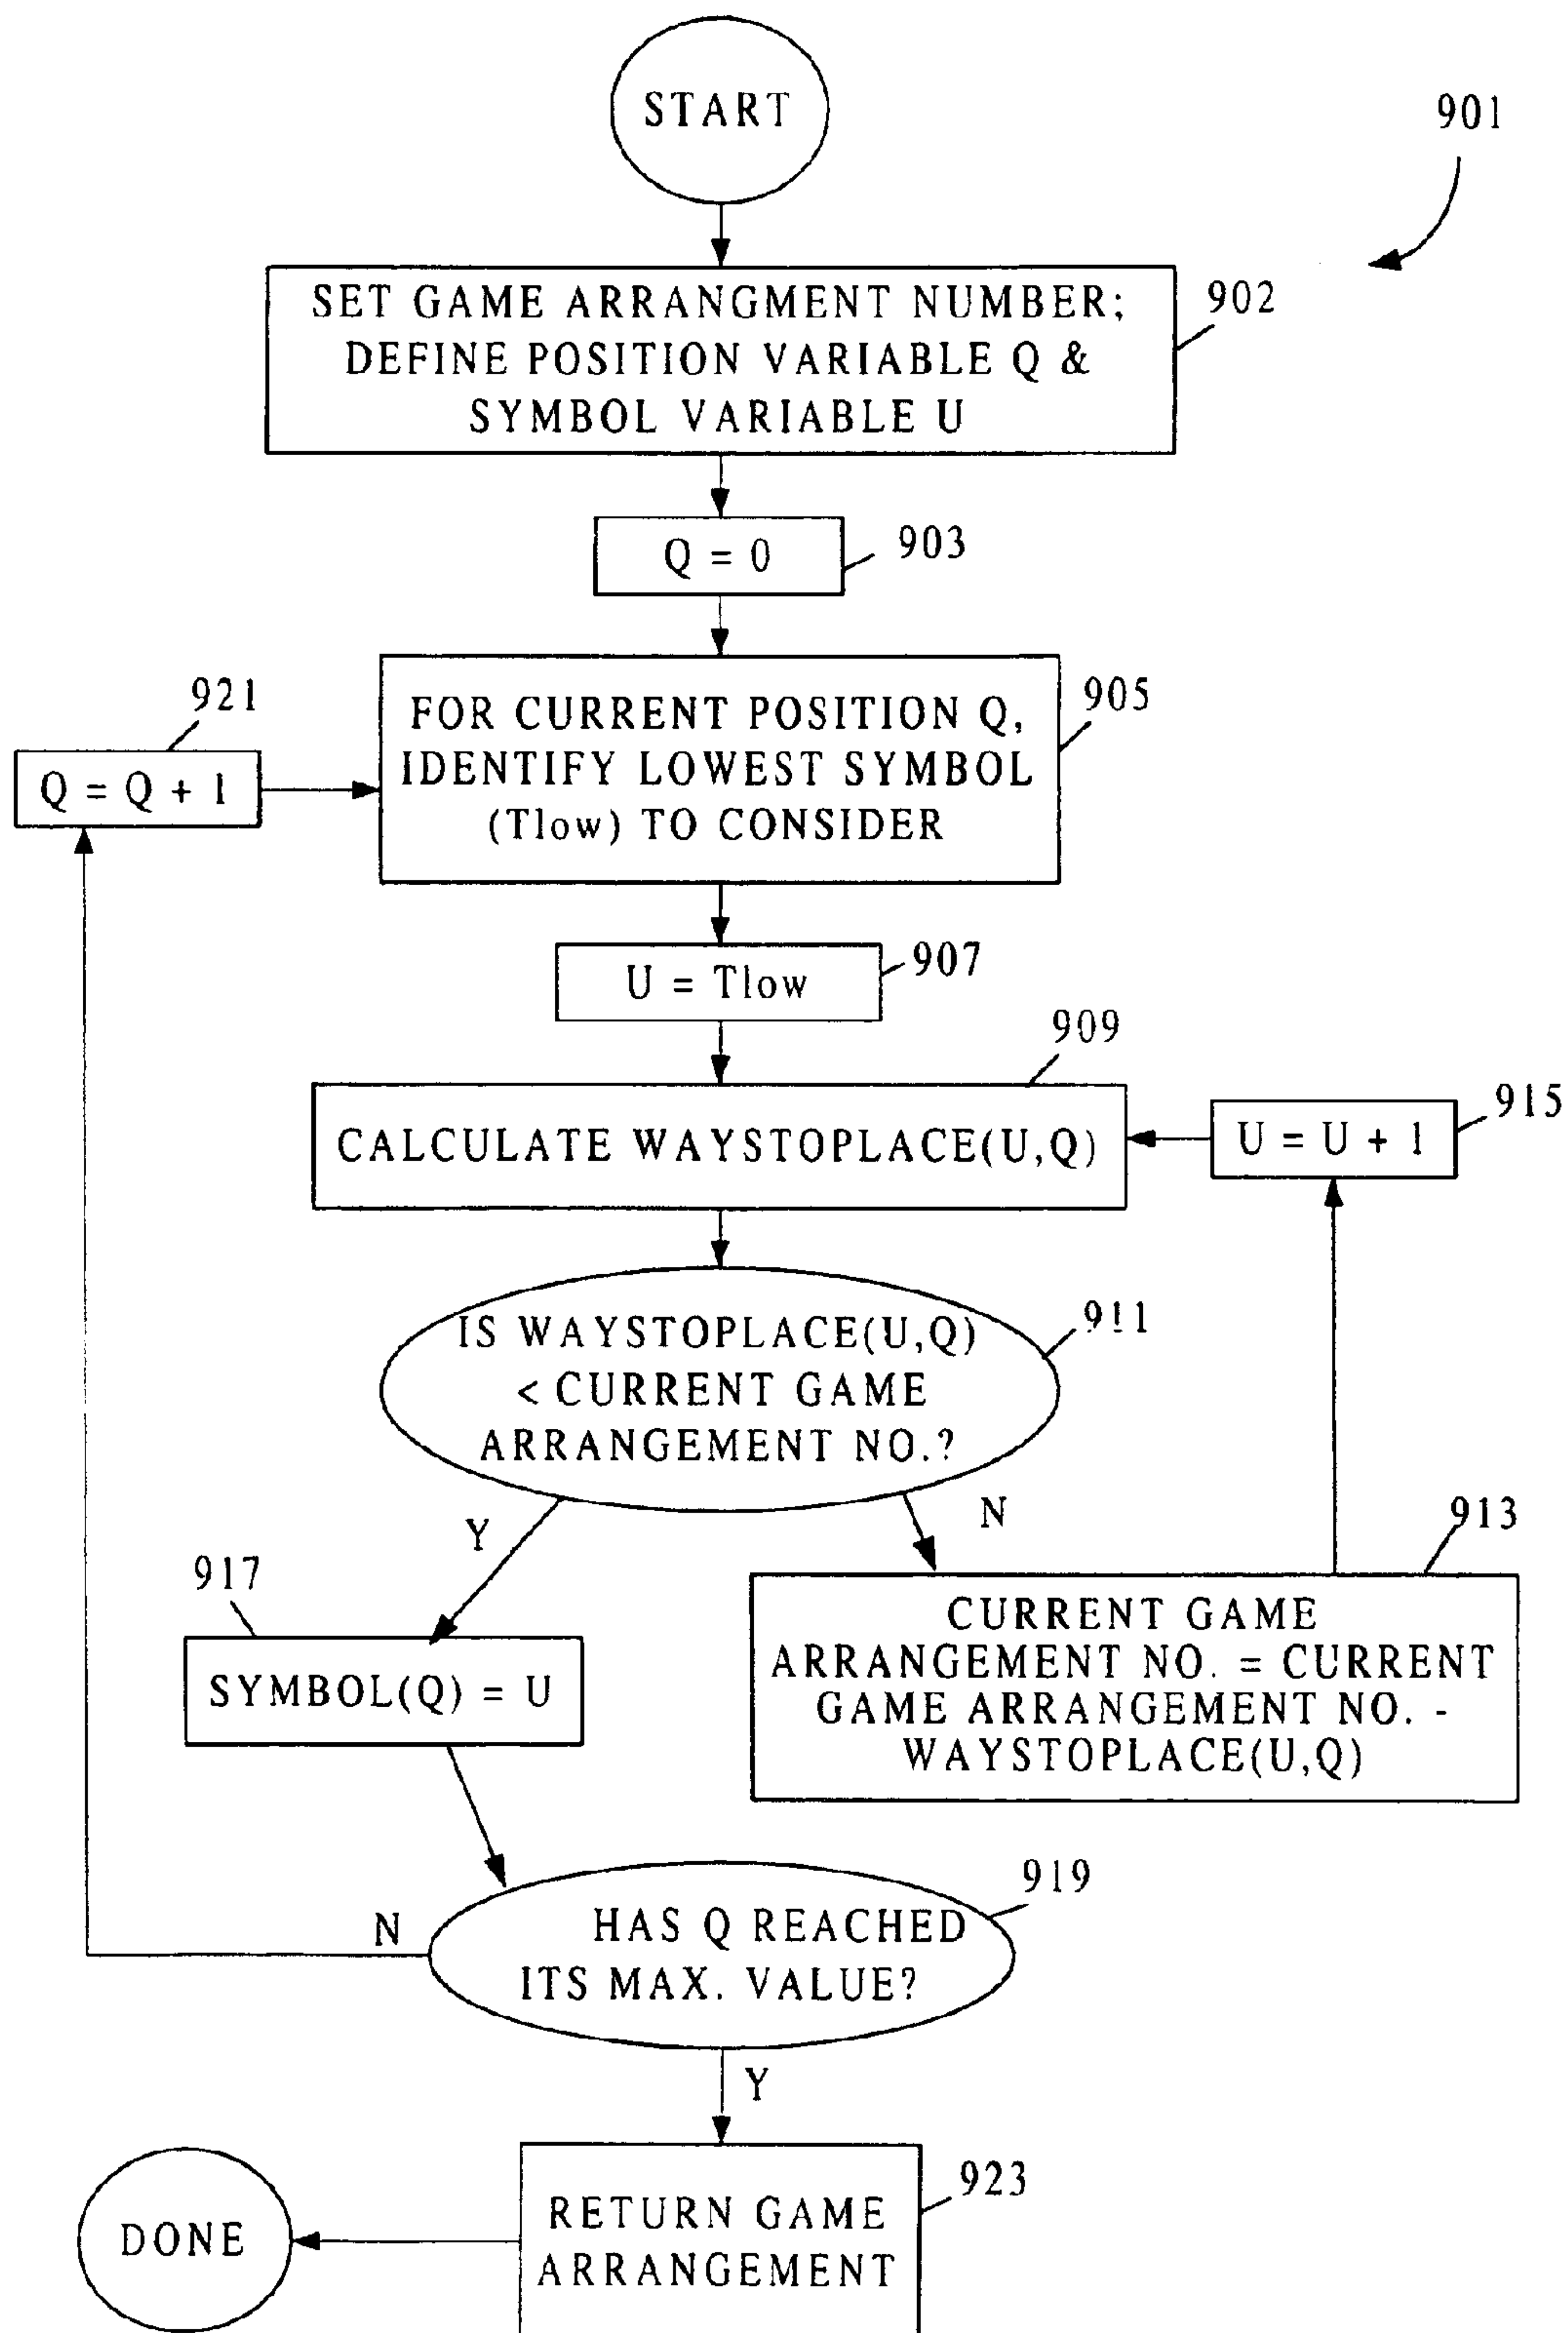 START
901
SET GAME ARRANGMENT NUMBER;
DEFINE POSITION VARIABLE Q &
SYMBOL VARIABLE U
902
Q = 0
903
921
Q = Q + 1
FOR CURRENT POSITION Q,
IDENTIFY LOWEST SYMBOL
(Tlow) TO CONSIDER
905
U = Tlow
907
909
CALCULATE WAYSTOPLACE(U,Q)
U = U + 1
915
IS WAYSTOPLACE(U,Q)
< CURRENT GAME
ARRANGEMENT NO.?
911
Y
N
913
917
SYMBOL(Q) = U
CURRENT GAME
ARRANGEMENT NO. = CURRENT
GAME ARRANGEMENT NO. -
WAYSTOPLACE(U,Q)
919
N
HAS Q REACHED
ITS MAX. VALUE?
Y
923
RETURN GAME
ARRANGEMENT
DONE